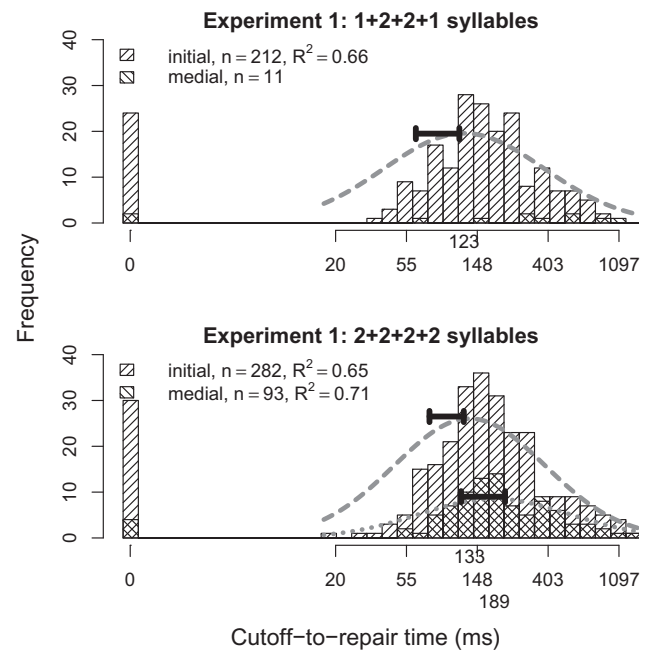 Experiment 1: 1+2+2+1 syllables
initial, n = 212, R² = 0.66
medial, n = 11
40
30
20
10
0
123
0 20 55 148 403 1097
Frequency
Experiment 1: 2+2+2+2 syllables
initial, n = 282, R² = 0.65
medial, n = 93, R² = 0.71
40
30
20
10
0
133
0 20 55 148 403 1097
189
Cutoff−to−repair time (ms)